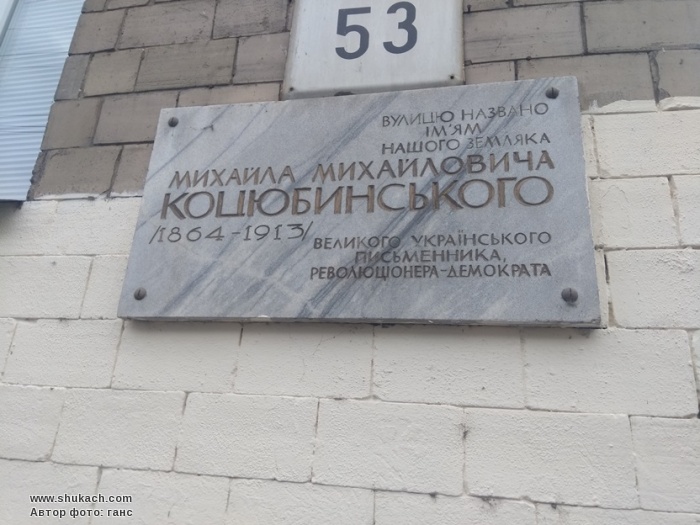 53
ВУЛИЦЮ НАЗВАНО
ІМ'ЯМ
НАШОГО ЗЕМЛЯКА
МИХАЙЛА МИХАЙЛОВИЧА
КОЦЮБИНСЬКОГО
/1864-1913/
ВЕЛИКОГО УКРАЇНСЬКОГО
ПИСЬМЕННИКА,
РЕВОЛЮЦІОНЕРА-ДЕМОКРАТА
www.shukach.com
Автор фото: ганс